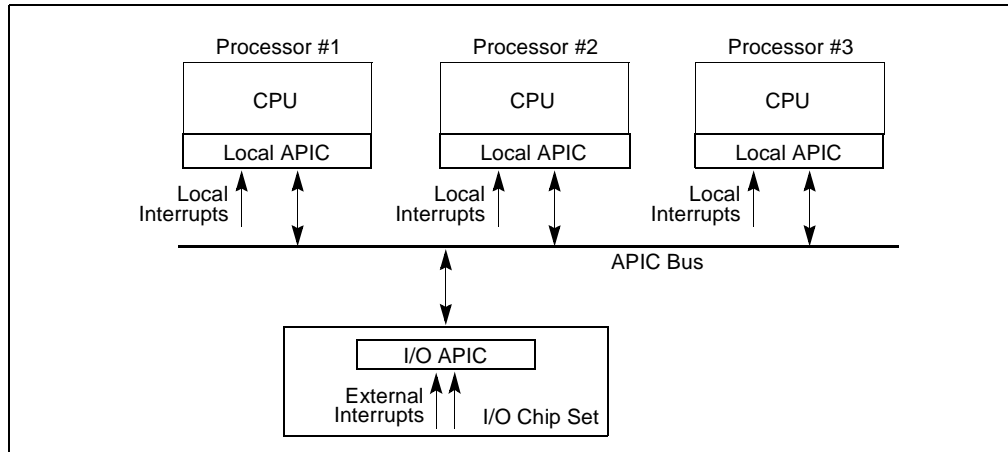 Processor #1
Processor #2
Processor #3
CPU
CPU
CPU
Local APIC
Local APIC
Local APIC
Local
Interrupts
Local
Interrupts
Local
Interrupts
APIC Bus
I/O APIC
External
Interrupts
I/O Chip Set